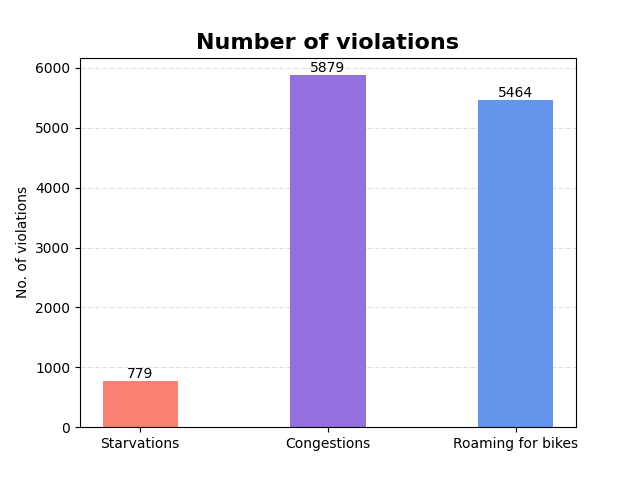 Number of violations
No. of violations
6000
5000
4000
3000
2000
1000
0
779
5879
5464
Starvations
Congestions
Roaming for bikes